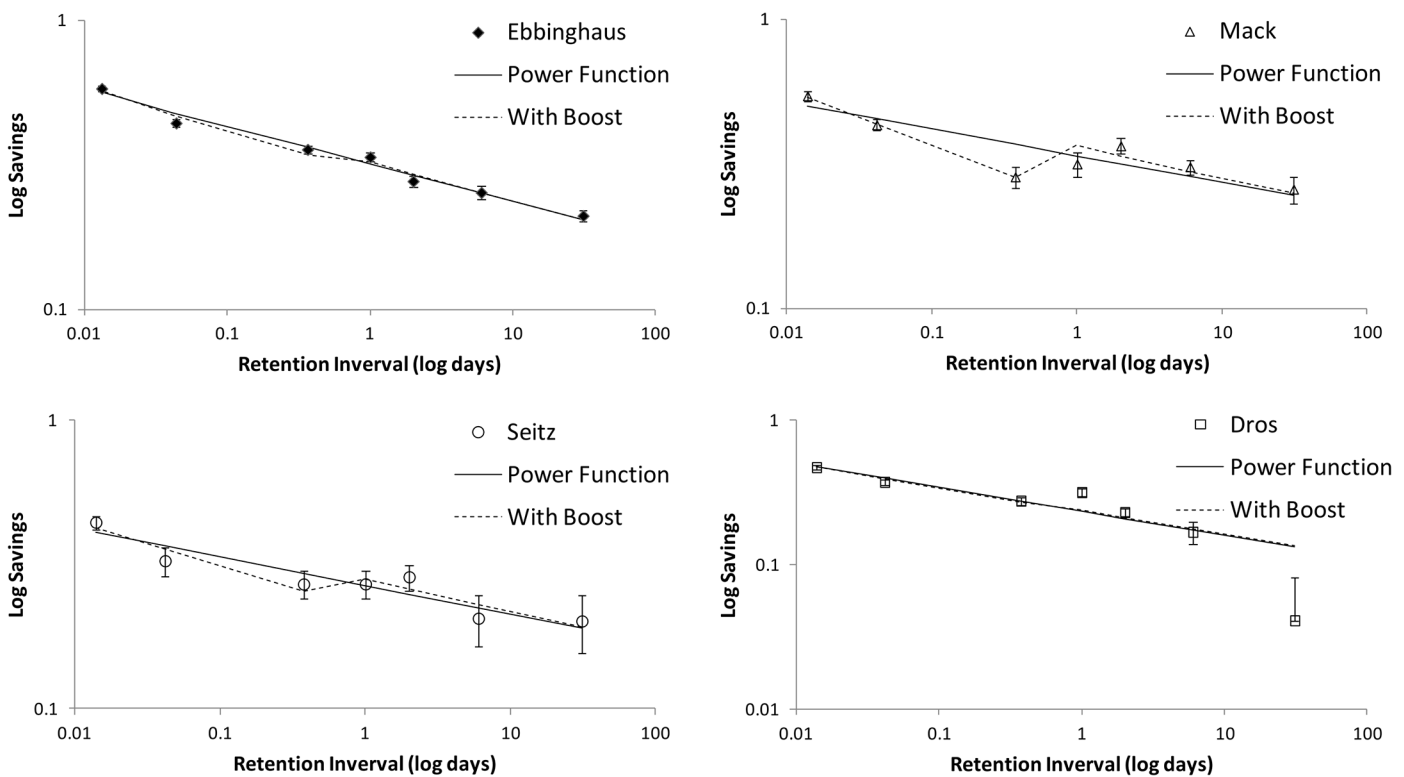 1
Ebbinghaus
Power Function
With Boost
Log Savings
0.1
0.01 0.1 1 10 100
Retention Inverval (log days)
1
Mack
Power Function
With Boost
Log Savings
0.1
0.01 0.1 1 10 100
Retention Inverval (log days)
1
Seitz
Power Function
With Boost
Log Savings
0.1
0.01 0.1 1 10 100
Retention Inverval (log days)
1
Dros
Power Function
With Boost
Log Savings
0.1
0.01
0.01 0.1 1 10 100
Retention Inverval (log days)